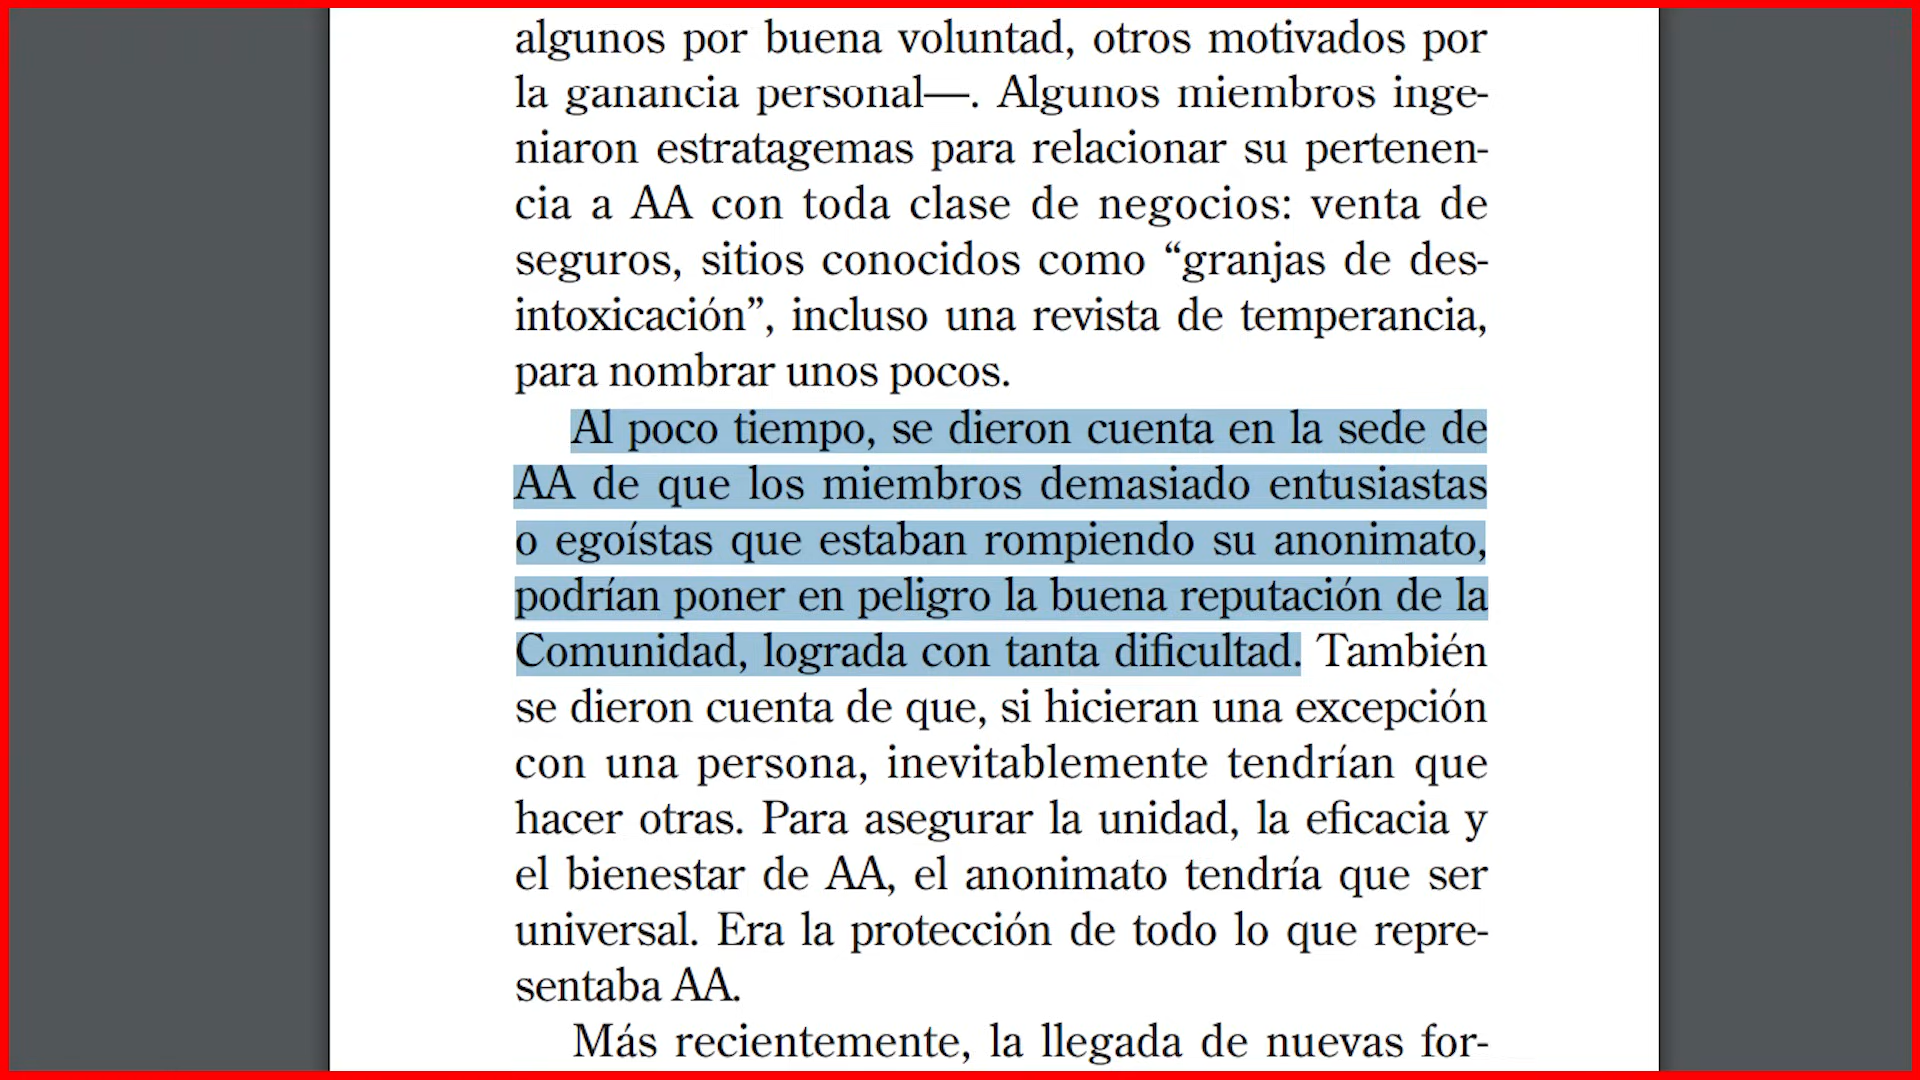 algunos por buena voluntad, otros motivados por
la ganancia personal—. Algunos miembros inge-
niaron estratagemas para relacionar su pertenen-
cia a AA con toda clase de negocios: venta de
seguros, sitios conocidos como “granjas de des-
intoxicación”, incluso una revista de temperancia,
para nombrar unos pocos.
Al poco tiempo, se dieron cuenta en la sede de
AA de que los miembros demasiado entusiastas
o egoístas que estaban rompiendo su anonimato,
podrían poner en peligro la buena reputación de la
Comunidad, lograda con tanta dificultad. También
se dieron cuenta de que, si hicieran una excepción
con una persona, inevitablemente tendrían que
hacer otras. Para asegurar la unidad, la eficacia y
el bienestar de AA, el anonimato tendría que ser
universal. Era la protección de todo lo que repre-
sentaba AA.
Más recientemente, la llegada de nuevas for-